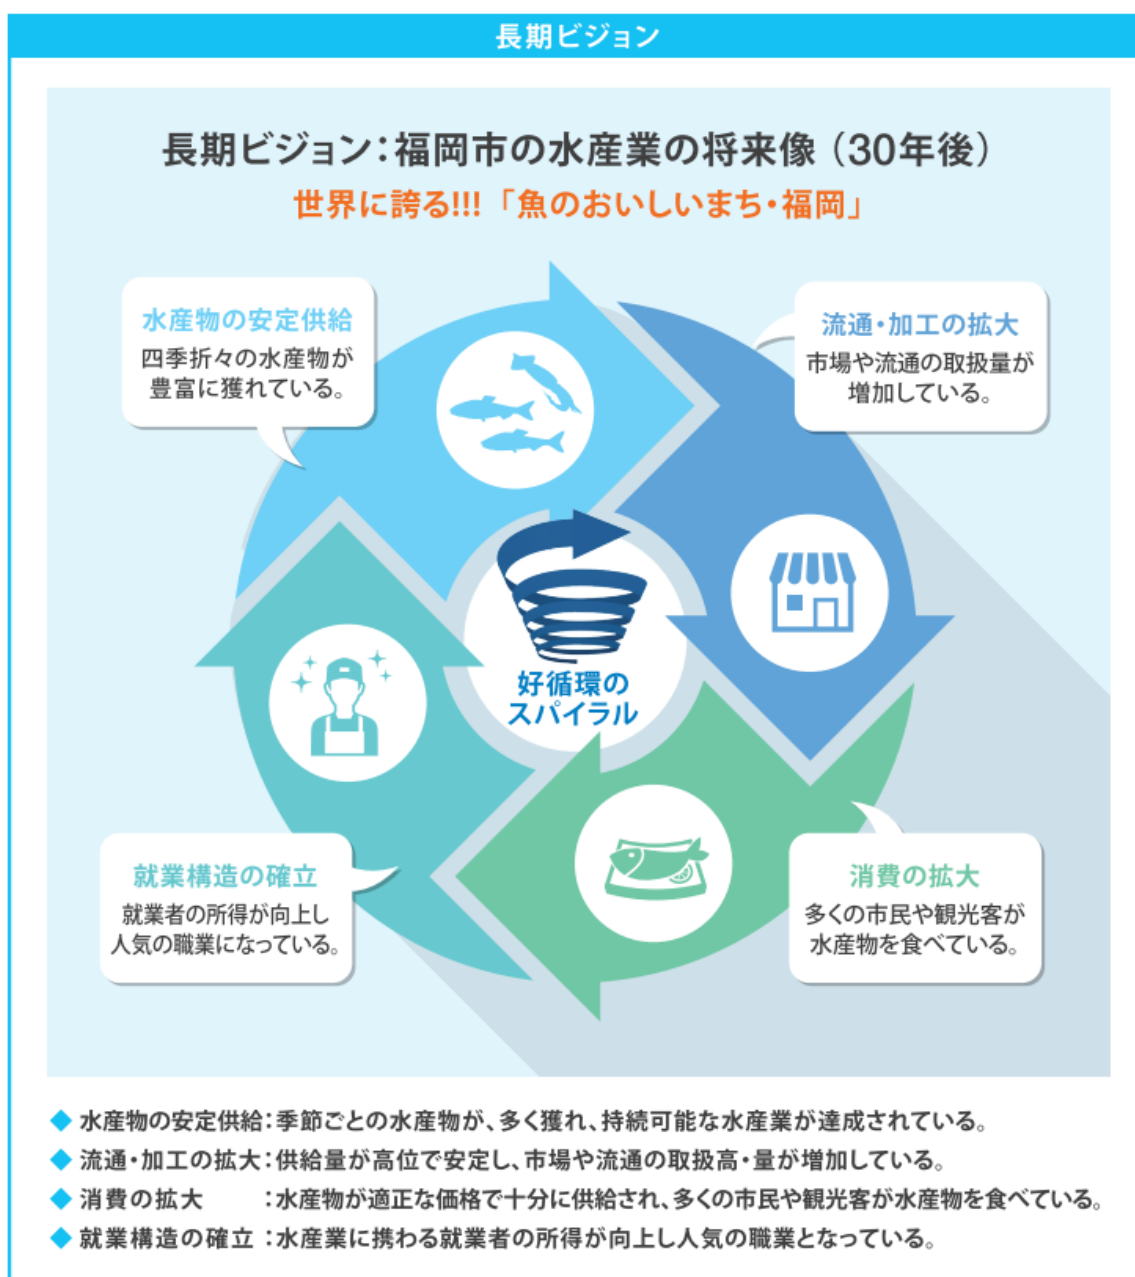 長期ビジョン
長期ビジョン：福岡市の水産業の将来像（30年後）
世界に誇る!!!「魚のおいしいまち・福岡」
水産物の安定供給
四季折々の水産物が
豊富に獲れている。
流通・加工の拡大
市場や流通の取扱量が
増加している。
好循環の
スパイラル
就業構造の確立
就業者の所得が向上し
人気の職業になっている。
消費の拡大
多くの市民や観光客が
水産物を食べている。
◆ 水産物の安定供給：季節ごとの水産物が、多く獲れ、持続可能な水産業が達成されている。
◆ 流通・加工の拡大：供給量が高位で安定し、市場や流通の取扱高・量が増加している。
◆ 消費の拡大　　　：水産物が適正な価格で十分に供給され、多くの市民や観光客が水産物を食べている。
◆ 就業構造の確立 ：水産業に携わる就業者の所得が向上し人気の職業となっている。